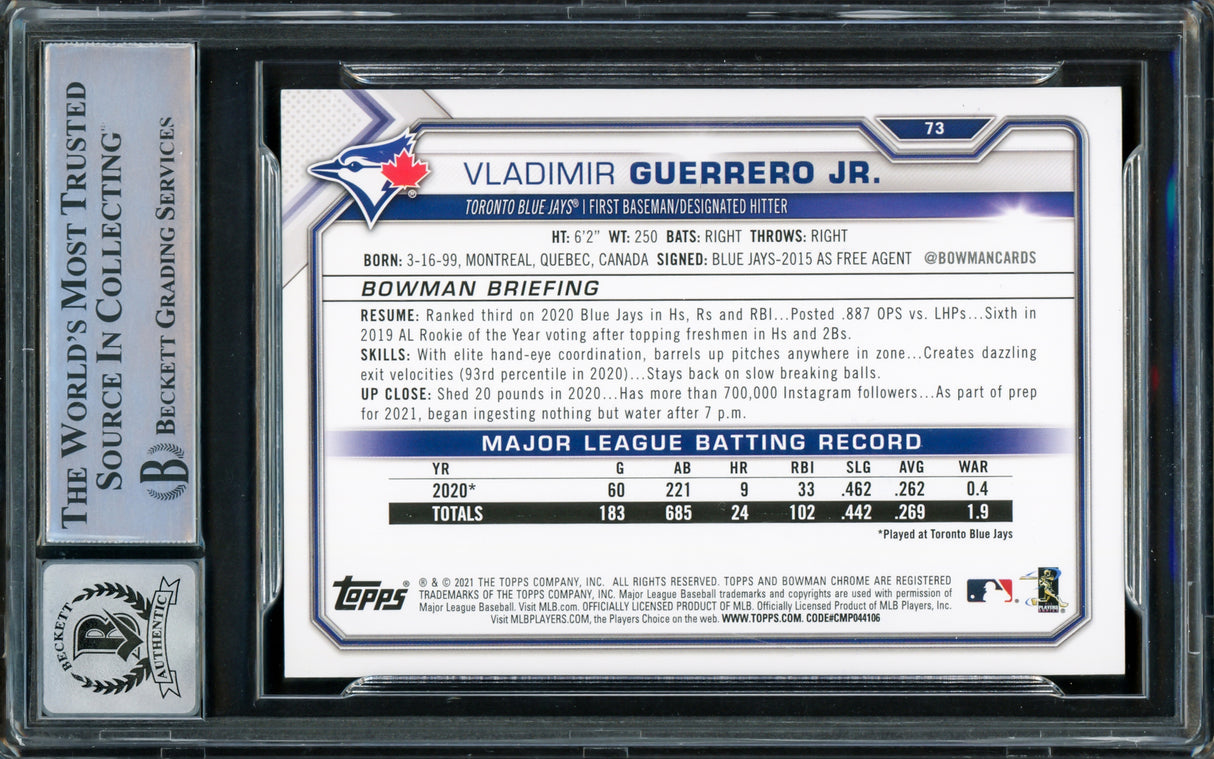 THE WORLD'S MOST TRUSTED
SOURCE IN COLLECTING™
BECKETT GRADING SERVICES
B
BECKETT
AUTHENTIC
73
VLADIMIR GUERRERO JR.
TORONTO BLUE JAYS® | FIRST BASEMAN/DESIGNATED HITTER
HT: 6'2" WT: 250 BATS: RIGHT THROWS: RIGHT
BORN: 3-16-99, MONTREAL, QUEBEC, CANADA SIGNED: BLUE JAYS-2015 AS FREE AGENT @BOWMANCARDS
BOWMAN BRIEFING
RESUME: Ranked third on 2020 Blue Jays in Hs, Rs and RBI...Posted .887 OPS vs. LHPs...Sixth in
2019 AL Rookie of the Year voting after topping freshmen in Hs and 2Bs.
SKILLS: With elite hand-eye coordination, barrels up pitches anywhere in zone...Creates dazzling
exit velocities (93rd percentile in 2020)...Stays back on slow breaking balls.
UP CLOSE: Shed 20 pounds in 2020...Has more than 700,000 Instagram followers...As part of prep
for 2021, began ingesting nothing but water after 7 p.m.
MAJOR LEAGUE BATTING RECORD
YR G AB HR RBI SLG AVG WAR
2020* 60 221 9 33 .462 .262 0.4
TOTALS 183 685 24 102 .442 .269 1.9
*Played at Toronto Blue Jays
Topps®
® & © 2021 THE TOPPS COMPANY, INC. ALL RIGHTS RESERVED. TOPPS AND BOWMAN CHROME ARE REGISTERED
TRADEMARKS OF THE TOPPS COMPANY, INC. Major League Baseball trademarks and copyrights are used with permission of
Major League Baseball. Visit MLB.com. OFFICIALLY LICENSED PRODUCT OF MLB. Officially Licensed Product of MLB Players, Inc.
Visit MLBPLAYERS.COM, the Players Choice on the web. WWW.TOPPS.COM. CODE#CMP044106